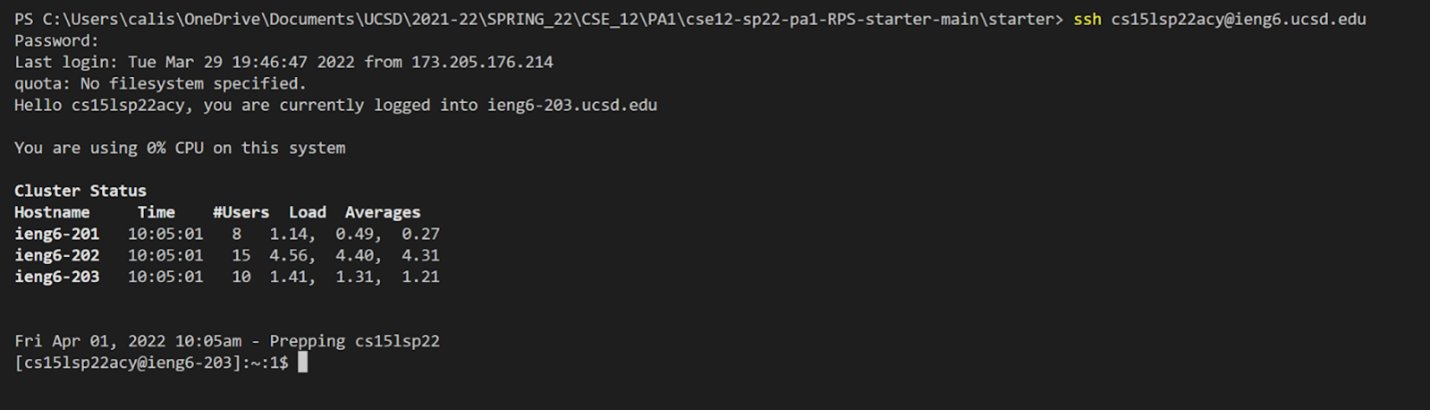 PS C:\Users\calis\OneDrive\Documents\UCSD\2021-22\SPRING_22\CSE_12\PA1\cse12-sp22-pa1-RPS-starter-main\starter> ssh cs15lsp22acy@ieng6.ucsd.edu
Password:
Last login: Tue Mar 29 19:46:47 2022 from 173.205.176.214
quota: No filesystem specified.
Hello cs15lsp22acy, you are currently logged into ieng6-203.ucsd.edu
You are using 0% CPU on this system
Cluster Status
Hostname     Time    #Users  Load  Averages
ieng6-201   10:05:01   8   1.14,  0.49,  0.27
ieng6-202   10:05:01   15  4.56,  4.40,  4.31
ieng6-203   10:05:01   10  1.41,  1.31,  1.21
Fri Apr 01, 2022 10:05am - Prepping cs15lsp22
[cs15lsp22acy@ieng6-203]:~:1$